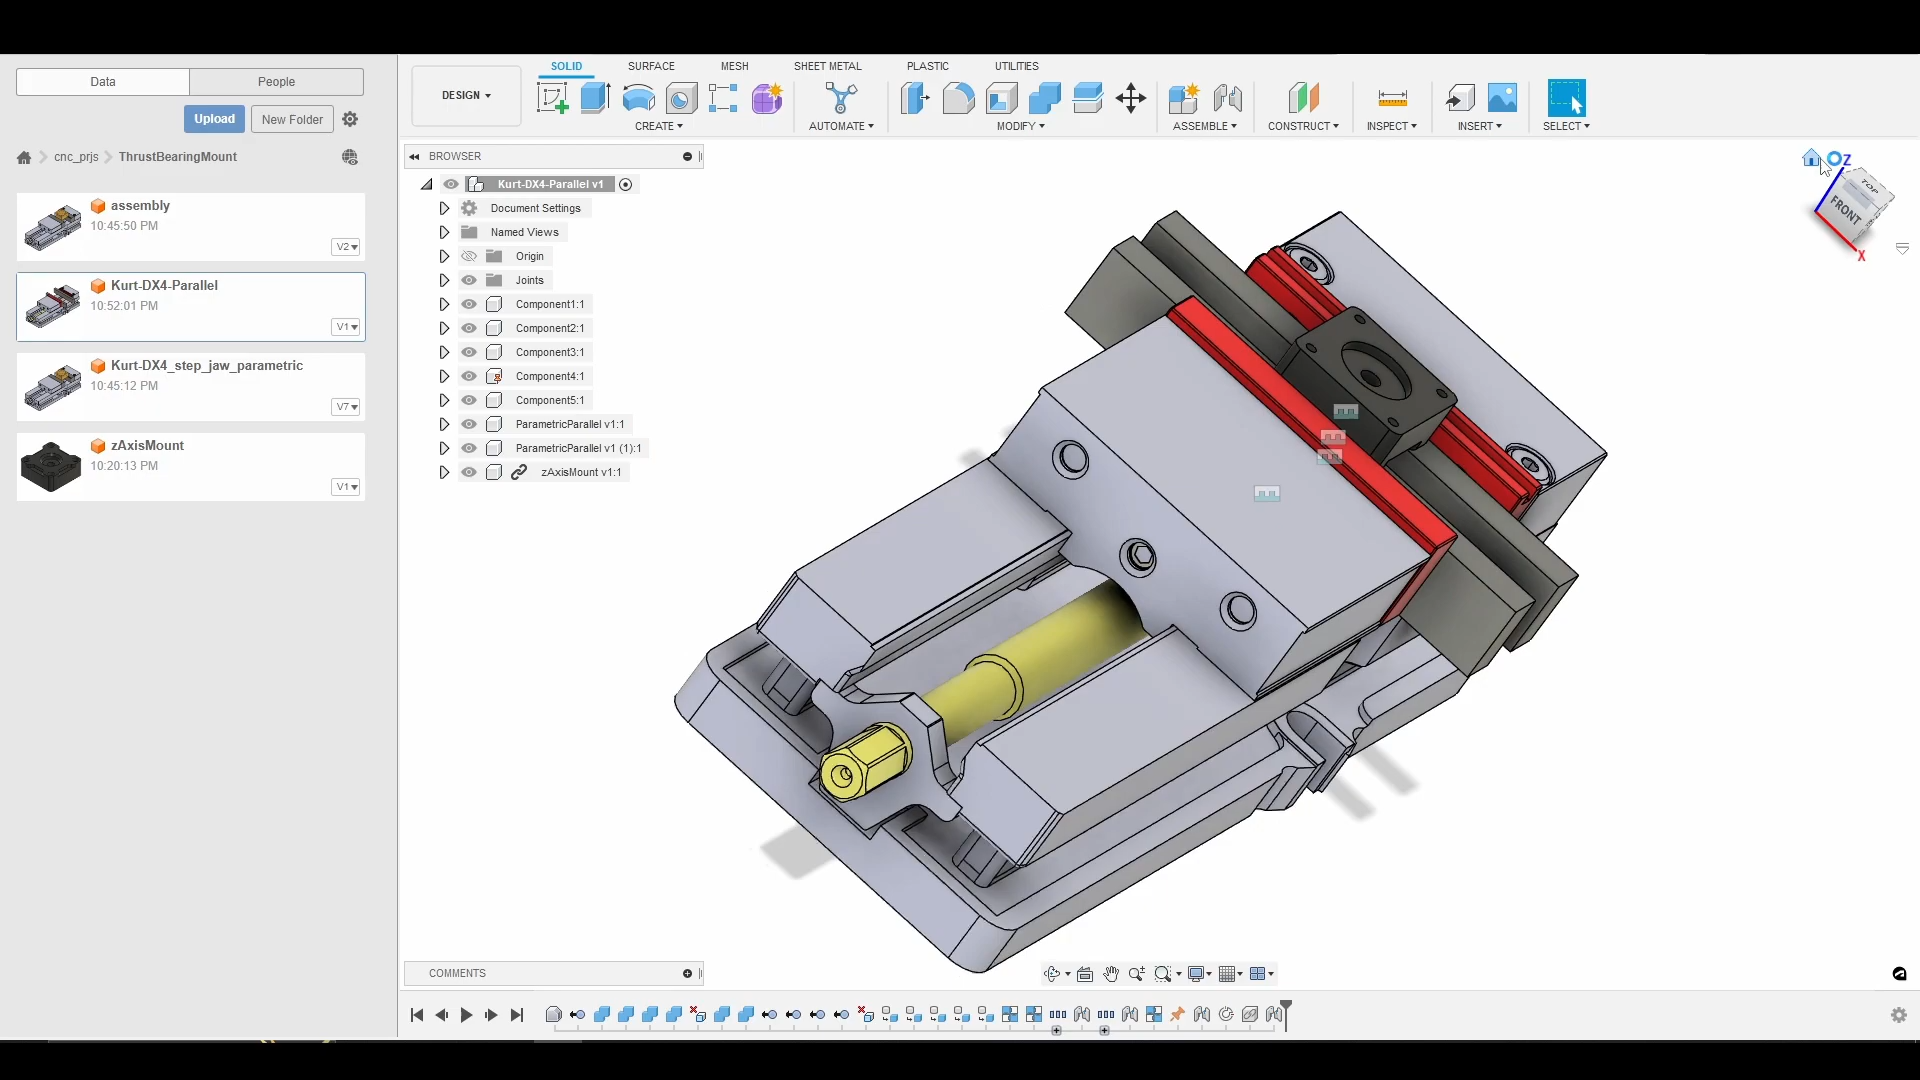 Data
People
SOLID
SURFACE
MESH
SHEET METAL
PLASTIC
UTILITIES
DESIGN
CREATE
AUTOMATE
MODIFY
ASSEMBLE
CONSTRUCT
INSPECT
INSERT
SELECT
Upload
New Folder
cnc_prjs
ThrustBearingMount
assembly
10:45:50 PM
V2
Kurt-DX4-Parallel
10:52:01 PM
V1
Kurt-DX4_step_jaw_parametric
10:45:12 PM
V7
zAxisMount
10:20:13 PM
V1
BROWSER
Kurt-DX4-Parallel v1
Document Settings
Named Views
Origin
Joints
Component1:1
Component2:1
Component3:1
Component4:1
Component5:1
ParametricParallel v1:1
ParametricParallel v1 (1):1
zAxisMount v1:1
Z
TOP
FRONT
X
COMMENTS